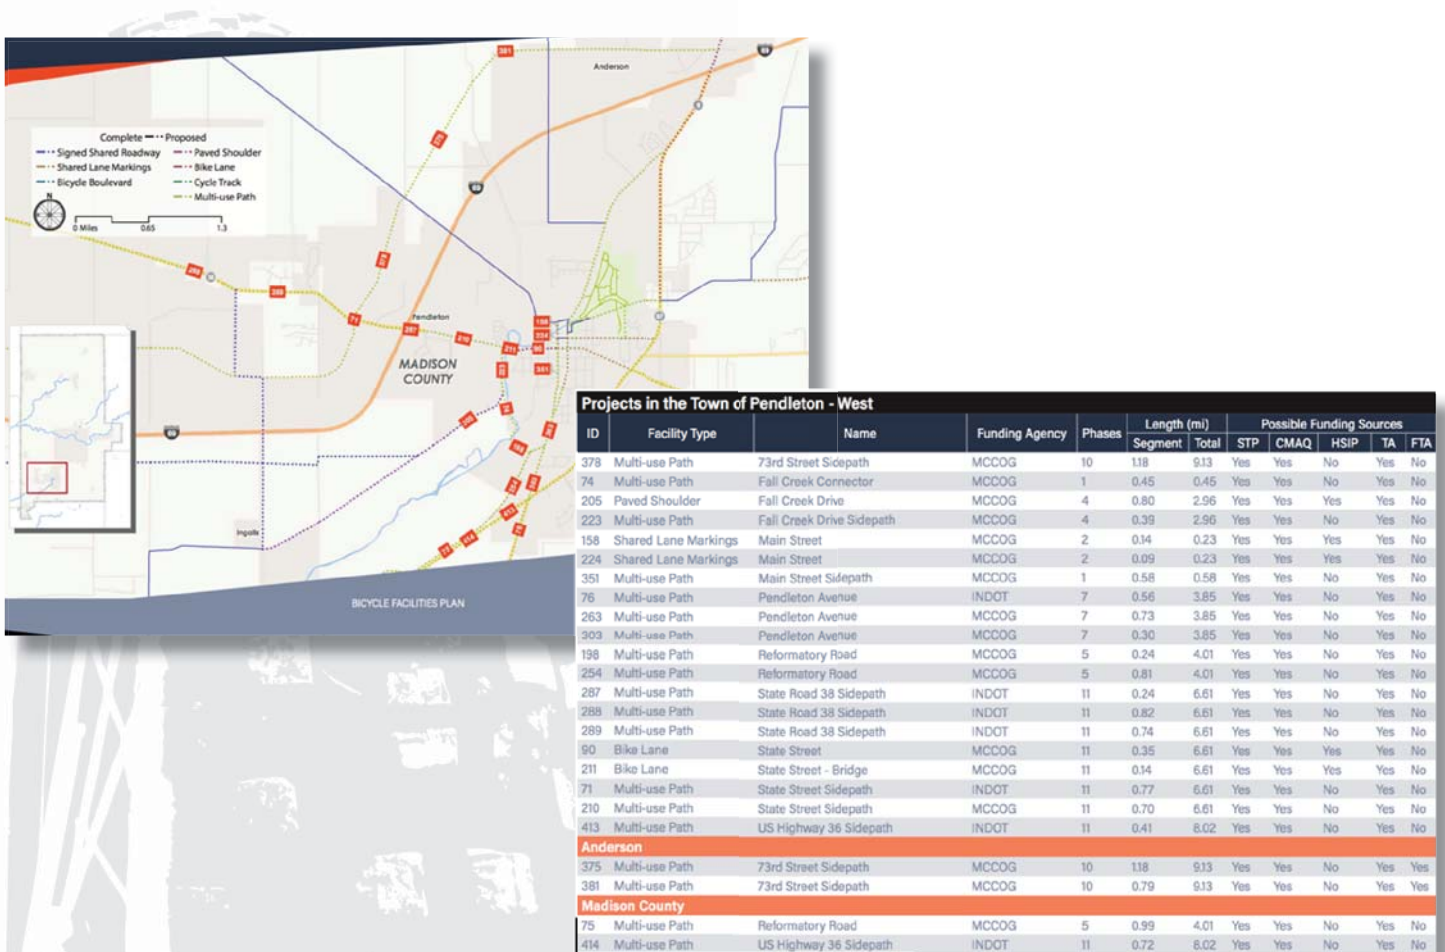 381
Anderson
69
375
Complete Proposed
Signed Shared Roadway Paved Shoulder
Shared Lane Markings Bike Lane
Bicycle Boulevard Cycle Track
Multi-use Path
N
0 Miles 0.65 1.3
69
378
289
71
Pendleton
287
210
211
90
158
351
MADISON
COUNTY
69
Ingalls
BICYCLE FACILITIES PLAN
Projects in the Town of Pendleton - West
ID Facility Type Name Funding Agency Phases Length (mi) Possible Funding Sources
Segment Total STP CMAQ HSIP TA FTA
378 Multi-use Path 73rd Street Sidepath MCCOG 10 1.18 9.13 Yes Yes No Yes No
74 Multi-use Path Fall Creek Connector MCCOG 1 0.45 0.45 Yes Yes No Yes No
205 Paved Shoulder Fall Creek Drive MCCOG 4 0.80 2.96 Yes Yes Yes Yes No
223 Multi-use Path Fall Creek Drive Sidepath MCCOG 4 0.39 2.96 Yes Yes No Yes No
158 Shared Lane Markings Main Street MCCOG 2 0.14 0.23 Yes Yes Yes Yes No
224 Shared Lane Markings Main Street MCCOG 2 0.09 0.23 Yes Yes Yes Yes No
351 Multi-use Path Main Street Sidepath MCCOG 1 0.58 0.58 Yes Yes No Yes No
76 Multi-use Path Pendleton Avenue INDOT 7 0.56 3.85 Yes Yes No Yes No
263 Multi-use Path Pendleton Avenue MCCOG 7 0.73 3.85 Yes Yes No Yes No
303 Multi-use Path Pendleton Avenue MCCOG 7 0.30 3.85 Yes Yes No Yes No
198 Multi-use Path Reformatory Road MCCOG 5 0.24 4.01 Yes Yes No Yes No
254 Multi-use Path Reformatory Road MCCOG 5 0.81 4.01 Yes Yes No Yes No
287 Multi-use Path State Road 38 Sidepath INDOT 11 0.24 6.61 Yes Yes No Yes No
288 Multi-use Path State Road 38 Sidepath INDOT 11 0.82 6.61 Yes Yes No Yes No
289 Multi-use Path State Road 38 Sidepath INDOT 11 0.74 6.61 Yes Yes No Yes No
90 Bike Lane State Street MCCOG 11 0.35 6.61 Yes Yes Yes Yes No
211 Bike Lane State Street - Bridge MCCOG 11 0.14 6.61 Yes Yes Yes Yes No
71 Multi-use Path State Street Sidepath INDOT 11 0.77 6.61 Yes Yes No Yes No
210 Multi-use Path State Street Sidepath MCCOG 11 0.70 6.61 Yes Yes No Yes No
413 Multi-use Path US Highway 36 Sidepath INDOT 11 0.41 8.02 Yes Yes No Yes No
Anderson
375 Multi-use Path 73rd Street Sidepath MCCOG 10 1.18 9.13 Yes Yes No Yes Yes
381 Multi-use Path 73rd Street Sidepath MCCOG 10 0.79 9.13 Yes Yes No Yes Yes
Madison County
75 Multi-use Path Reformatory Road MCCOG 5 0.99 4.01 Yes Yes No Yes No
414 Multi-use Path US Highway 36 Sidepath INDOT 11 0.72 8.02 Yes Yes No Yes No